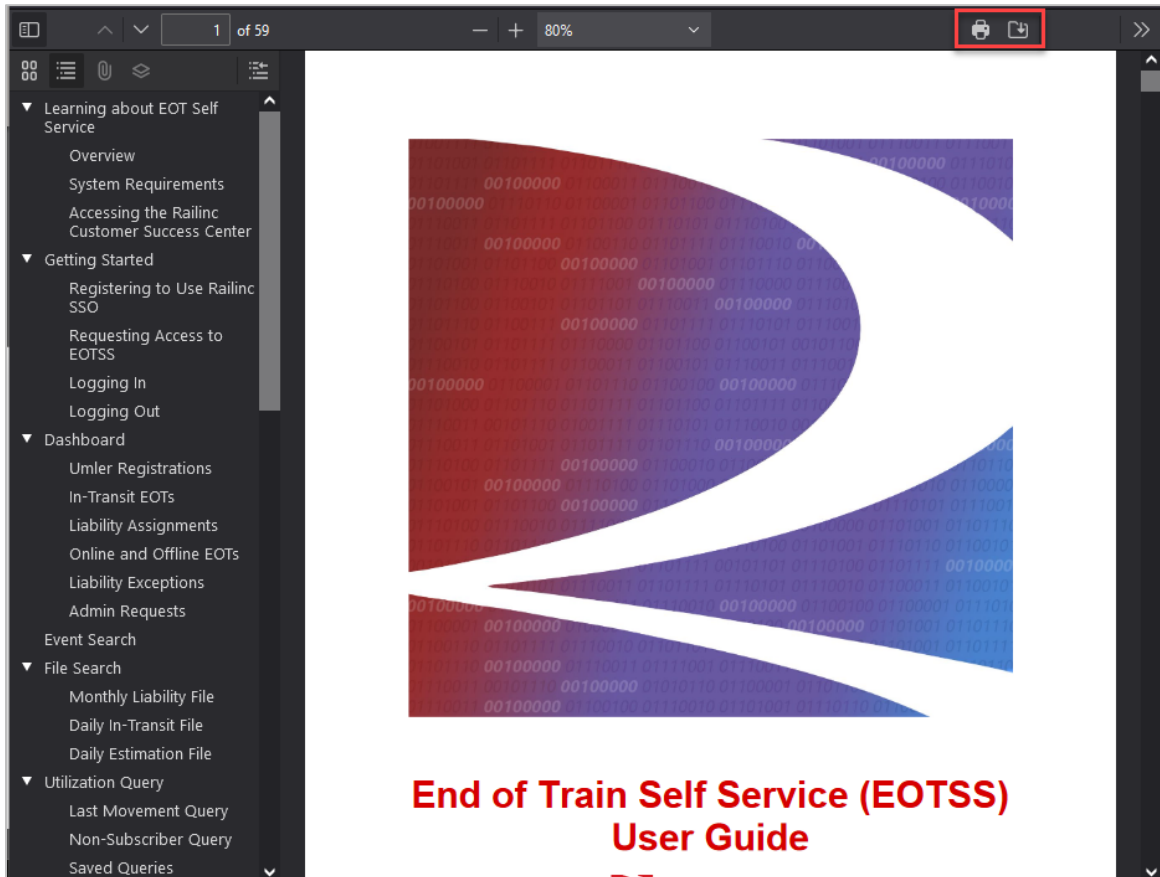 1 of 59
80%
Learning about EOT Self
Service
Overview
System Requirements
Accessing the Railinc
Customer Success Center
Getting Started
Registering to Use Railinc
SSO
Requesting Access to
EOTSS
Logging In
Logging Out
Dashboard
Umler Registrations
In-Transit EOTs
Liability Assignments
Online and Offline EOTs
Liability Exceptions
Admin Requests
Event Search
File Search
Monthly Liability File
Daily In-Transit File
Daily Estimation File
Utilization Query
Last Movement Query
Non-Subscriber Query
Saved Queries
End of Train Self Service (EOTSS)
User Guide